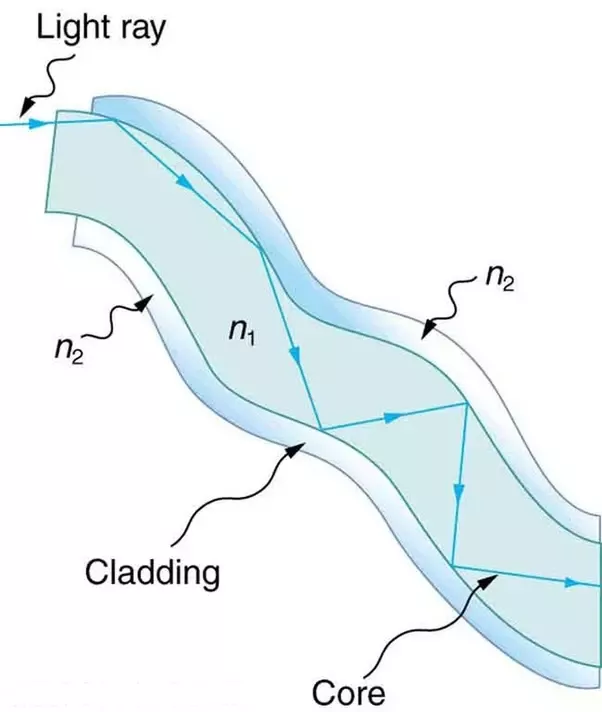 Light ray
n₂
n₁
n₂
Cladding
Core